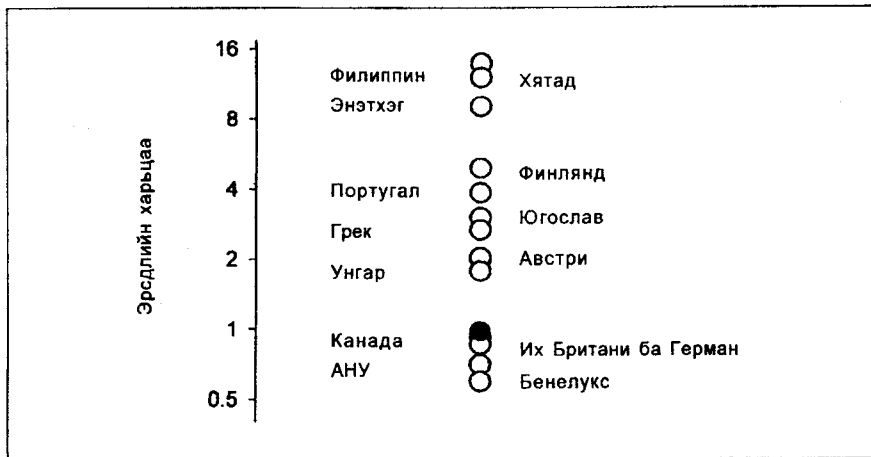 Эрсдлийн харьцаа
16
8
4
2
1
0.5
Филиппин
Хятад
Энэтхэг
Финлянд
Португал
Югослав
Грек
Австри
Унгар
Канада
Их Британи ба Герман
АНУ
Бенелукс